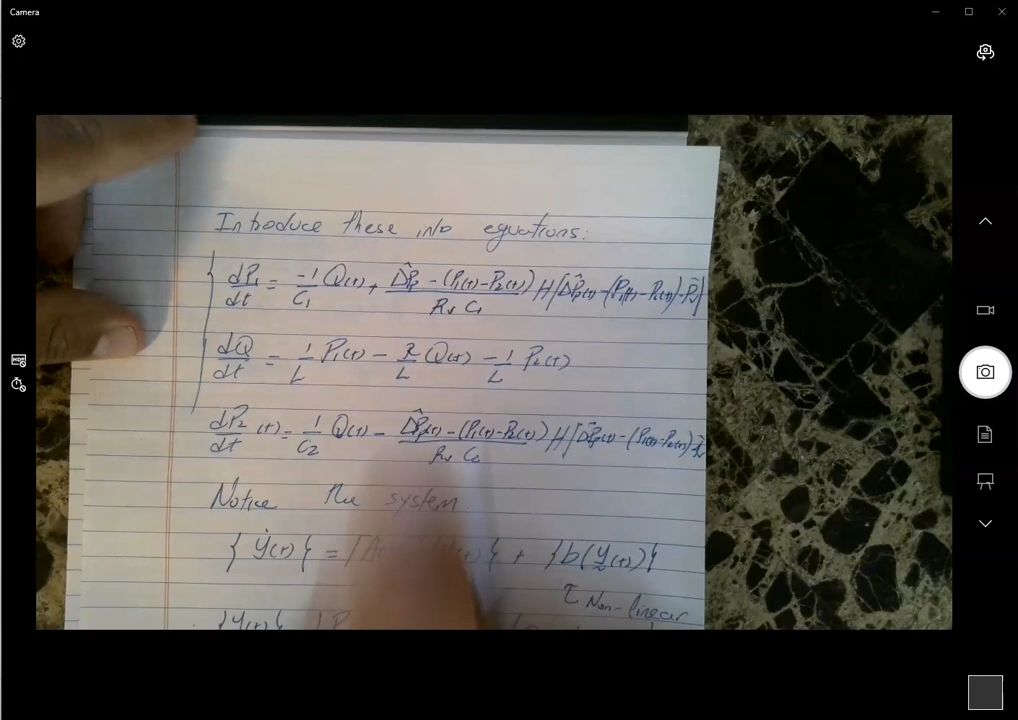 Camera
Introduce these into equations:
dP₁/dt = -1/C₁ Q(t) + (ΔP̂p - (P₁(t)-P₂(t)))/(Rv C₁) H[ΔP̂p(t) - (P₁(t) - P₂(t)) - P̂v]
dQ/dt = 1/L P₁(t) - R/L Q(t) - 1/L P₂(t)
dP₂/dt (t) = 1/C₂ Q(t) - (ΔP̂p(t) - (P₁(t)-P₂(t)))/(Rv C₂) H[ΔP̂p(t) - (P₁(t)-P₂(t))
Notice the system
{ẏ(t)} = + {b(y(t)}
Non-linear
{y(t)}